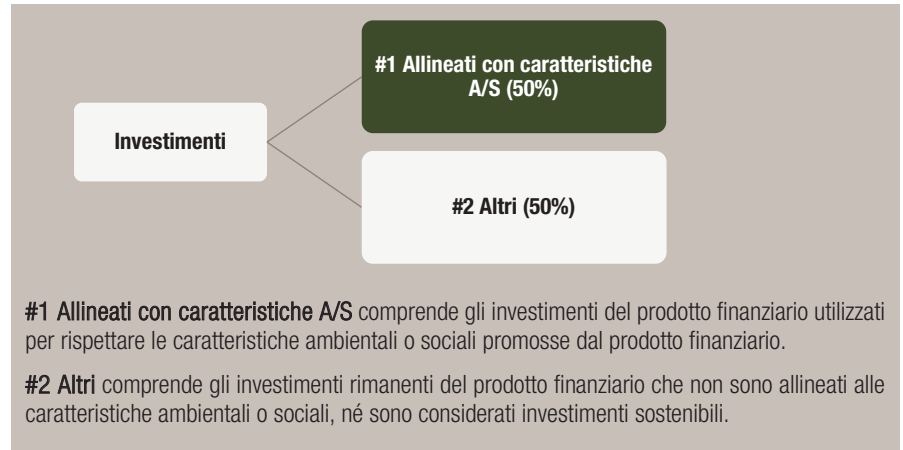 #1 Allineati con caratteristiche
A/S (50%)
Investimenti
#2 Altri (50%)
#1 Allineati con caratteristiche A/S comprende gli investimenti del prodotto finanziario utilizzati
per rispettare le caratteristiche ambientali o sociali promosse dal prodotto finanziario.
#2 Altri comprende gli investimenti rimanenti del prodotto finanziario che non sono allineati alle
caratteristiche ambientali o sociali, né sono considerati investimenti sostenibili.